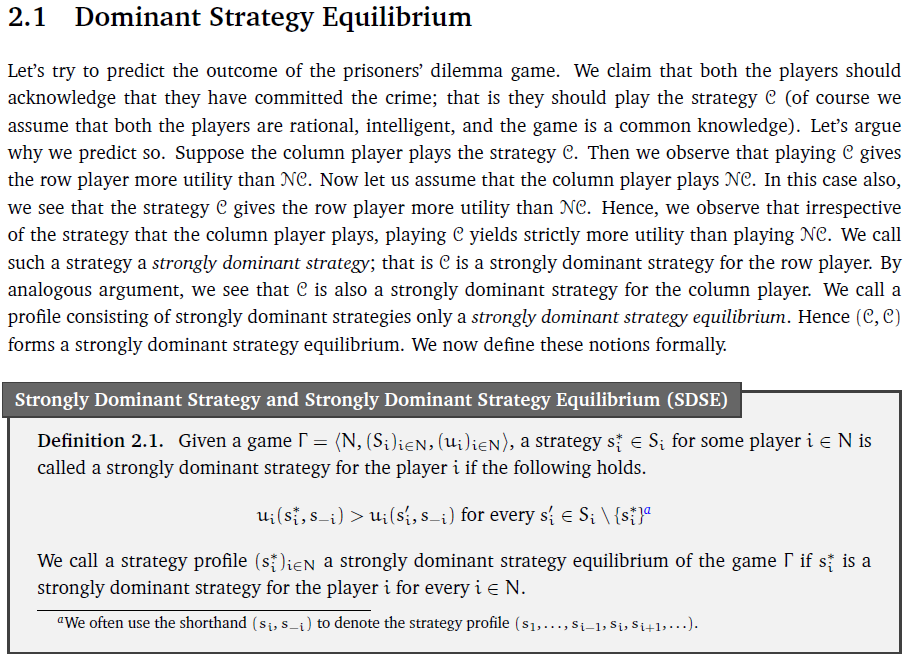 2.1 Dominant Strategy Equilibrium
Let's try to predict the outcome of the prisoners' dilemma game. We claim that both the players should
acknowledge that they have committed the crime; that is they should play the strategy 𝒞 (of course we
assume that both the players are rational, intelligent, and the game is a common knowledge). Let's argue
why we predict so. Suppose the column player plays the strategy 𝒞. Then we observe that playing 𝒞 gives
the row player more utility than 𝒩𝒞. Now let us assume that the column player plays 𝒩𝒞. In this case also,
we see that the strategy 𝒞 gives the row player more utility than 𝒩𝒞. Hence, we observe that irrespective
of the strategy that the column player plays, playing 𝒞 yields strictly more utility than playing 𝒩𝒞. We call
such a strategy a strongly dominant strategy; that is 𝒞 is a strongly dominant strategy for the row player. By
analogous argument, we see that 𝒞 is also a strongly dominant strategy for the column player. We call a
profile consisting of strongly dominant strategies only a strongly dominant strategy equilibrium. Hence (𝒞, 𝒞)
forms a strongly dominant strategy equilibrium. We now define these notions formally.
Strongly Dominant Strategy and Strongly Dominant Strategy Equilibrium (SDSE)
Definition 2.1. Given a game Γ = ⟨N, (S_i)_{i∈N}, (u_i)_{i∈N}⟩, a strategy s_i^* ∈ S_i for some player i ∈ N is
called a strongly dominant strategy for the player i if the following holds.
u_i(s_i^*, s_{−i}) > u_i(s_i′, s_{−i}) for every s_i′ ∈ S_i \ {s_i^*}^a
We call a strategy profile (s_i^*)_{i∈N} a strongly dominant strategy equilibrium of the game Γ if s_i^* is a
strongly dominant strategy for the player i for every i ∈ N.
^aWe often use the shorthand (s_i, s_{−i}) to denote the strategy profile (s_1, . . . , s_{i−1}, s_i, s_{i+1}, . . .).